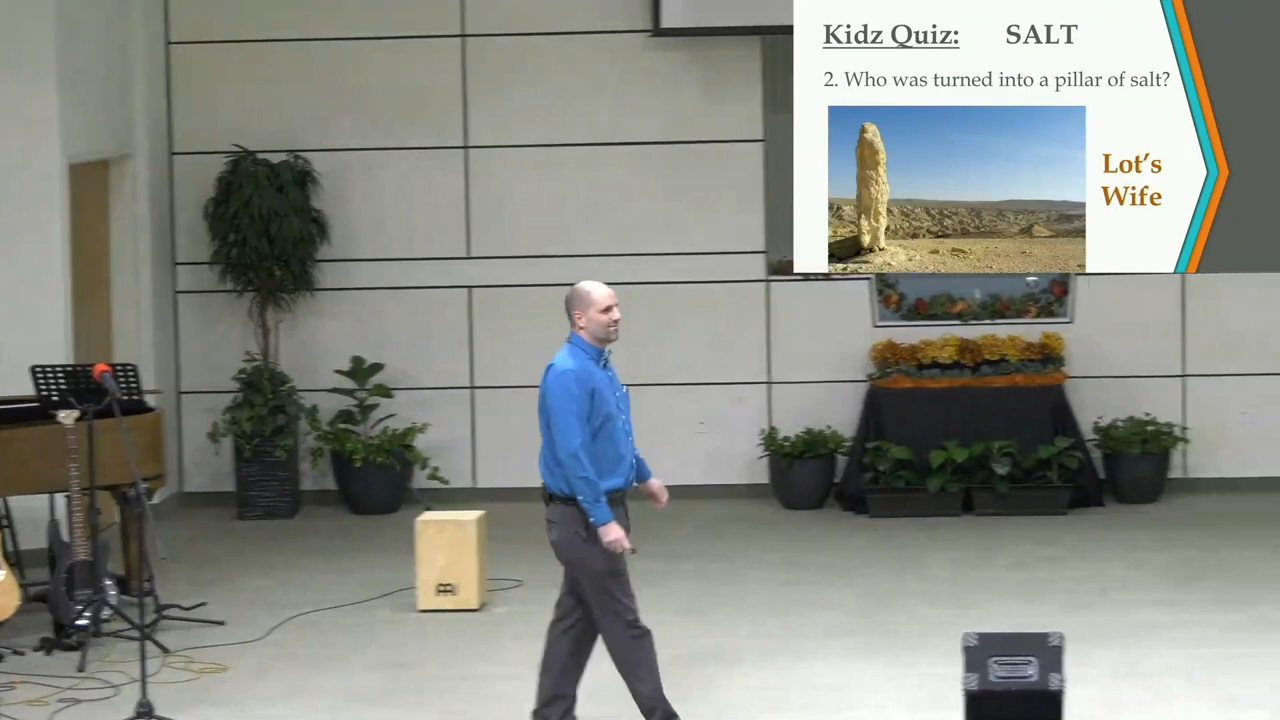 Kidz Quiz: SALT
2. Who was turned into a pillar of salt?
Lot's
Wife